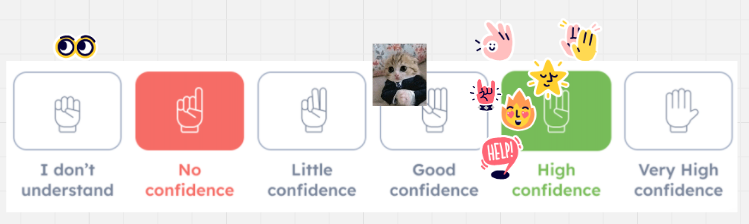 HELP!
I don't
understand
No
confidence
Little
confidence
Good
confidence
High
confidence
Very High
confidence